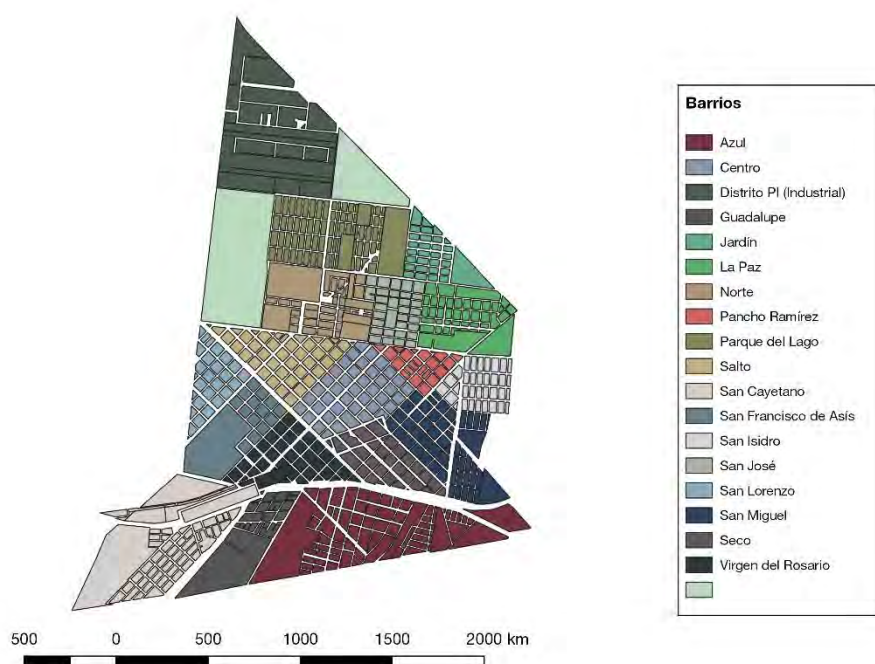 Barrios
Azul
Centro
Distrito PI (Industrial)
Guadalupe
Jardín
La Paz
Norte
Pancho Ramírez
Parque del Lago
Salto
San Cayetano
San Francisco de Asís
San Isidro
San José
San Lorenzo
San Miguel
Seco
Virgen del Rosario
500 0 500 1000 1500 2000 km